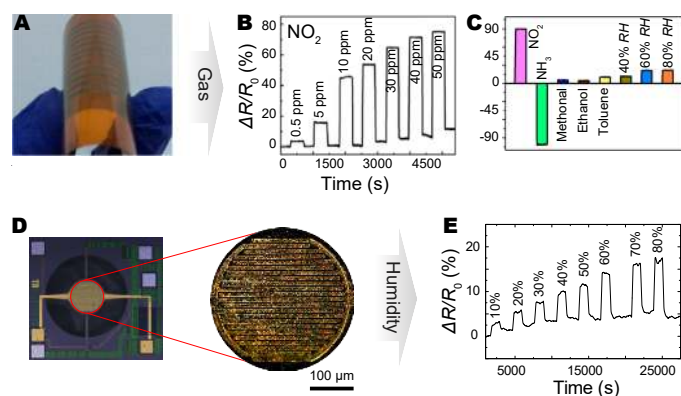 A
Gas
B
NO2
ΔR/R0 (%)
80
60
40
20
0
0.5 ppm
5 ppm
10 ppm
20 ppm
30 ppm
40 ppm
50 ppm
0 1500 3000 4500
Time (s)
C
90
45
0
-45
-90
NO2
NH3
Methonal
Ethanol
Toluene
40% RH
60% RH
80% RH
D
100 μm
Humidity
E
ΔR/R0 (%)
20
10
0
10%
20%
30%
40%
50%
60%
70%
80%
5000 15000 25000
Time (s)